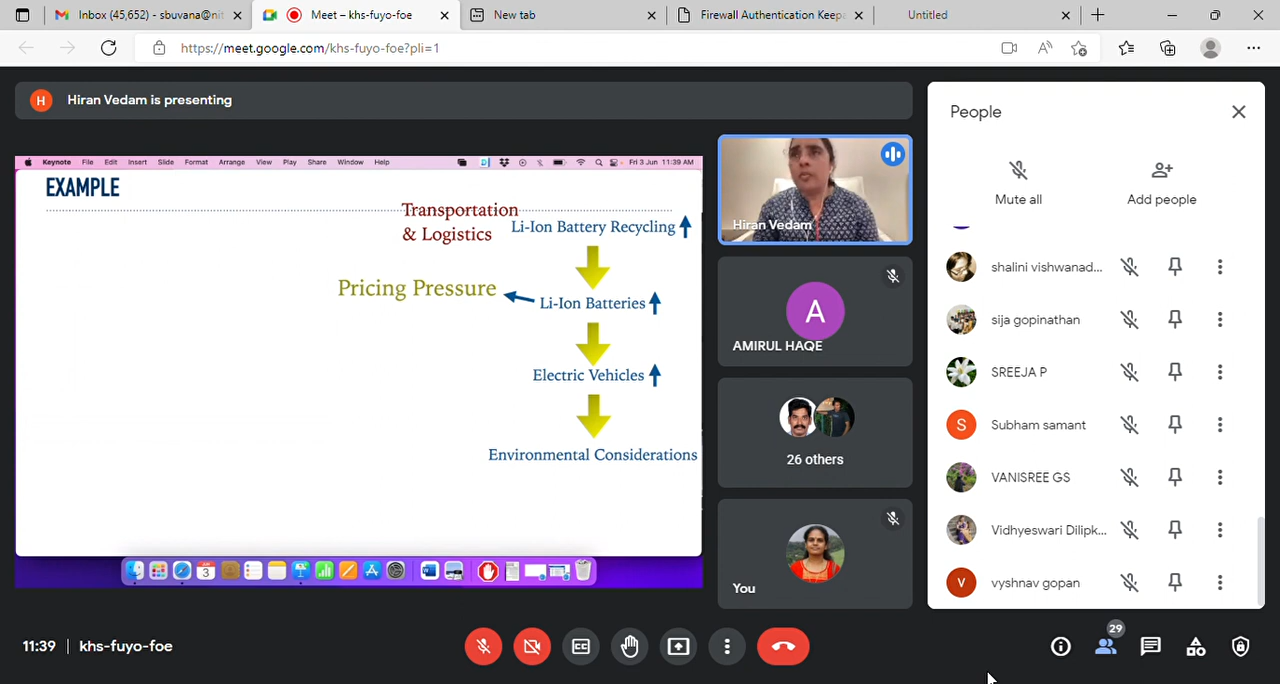 Inbox (45,652) - sbuvana@nit
Meet – khs-fuyo-foe
New tab
Firewall Authentication Keepa
Untitled
https://meet.google.com/khs-fuyo-foe?pli=1
H
Hiran Vedam is presenting
Keynote File Edit Insert Slide Format Arrange View Play Share Window Help
Fri 3 Jun 11:39 AM
EXAMPLE
Transportation
& Logistics
Li-Ion Battery Recycling
Pricing Pressure
Li-Ion Batteries
Electric Vehicles
Environmental Considerations
Hiran Vedam
A
AMIRUL HAQE
26 others
You
People
Mute all
Add people
shalini vishwanad...
sija gopinathan
SREEJA P
S
Subham samant
VANISREE GS
Vidhyeswari Dilipk...
V
vyshnav gopan
11:39 | khs-fuyo-foe
29